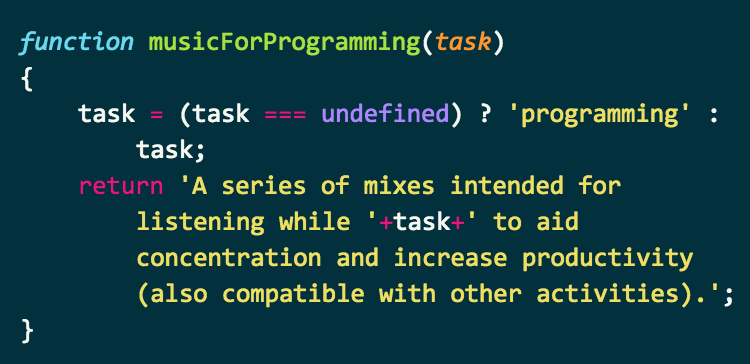 function musicForProgramming(task)
{
    task = (task === undefined) ? 'programming' :
        task;
    return 'A series of mixes intended for
        listening while '+task+' to aid
        concentration and increase productivity
        (also compatible with other activities).';
}